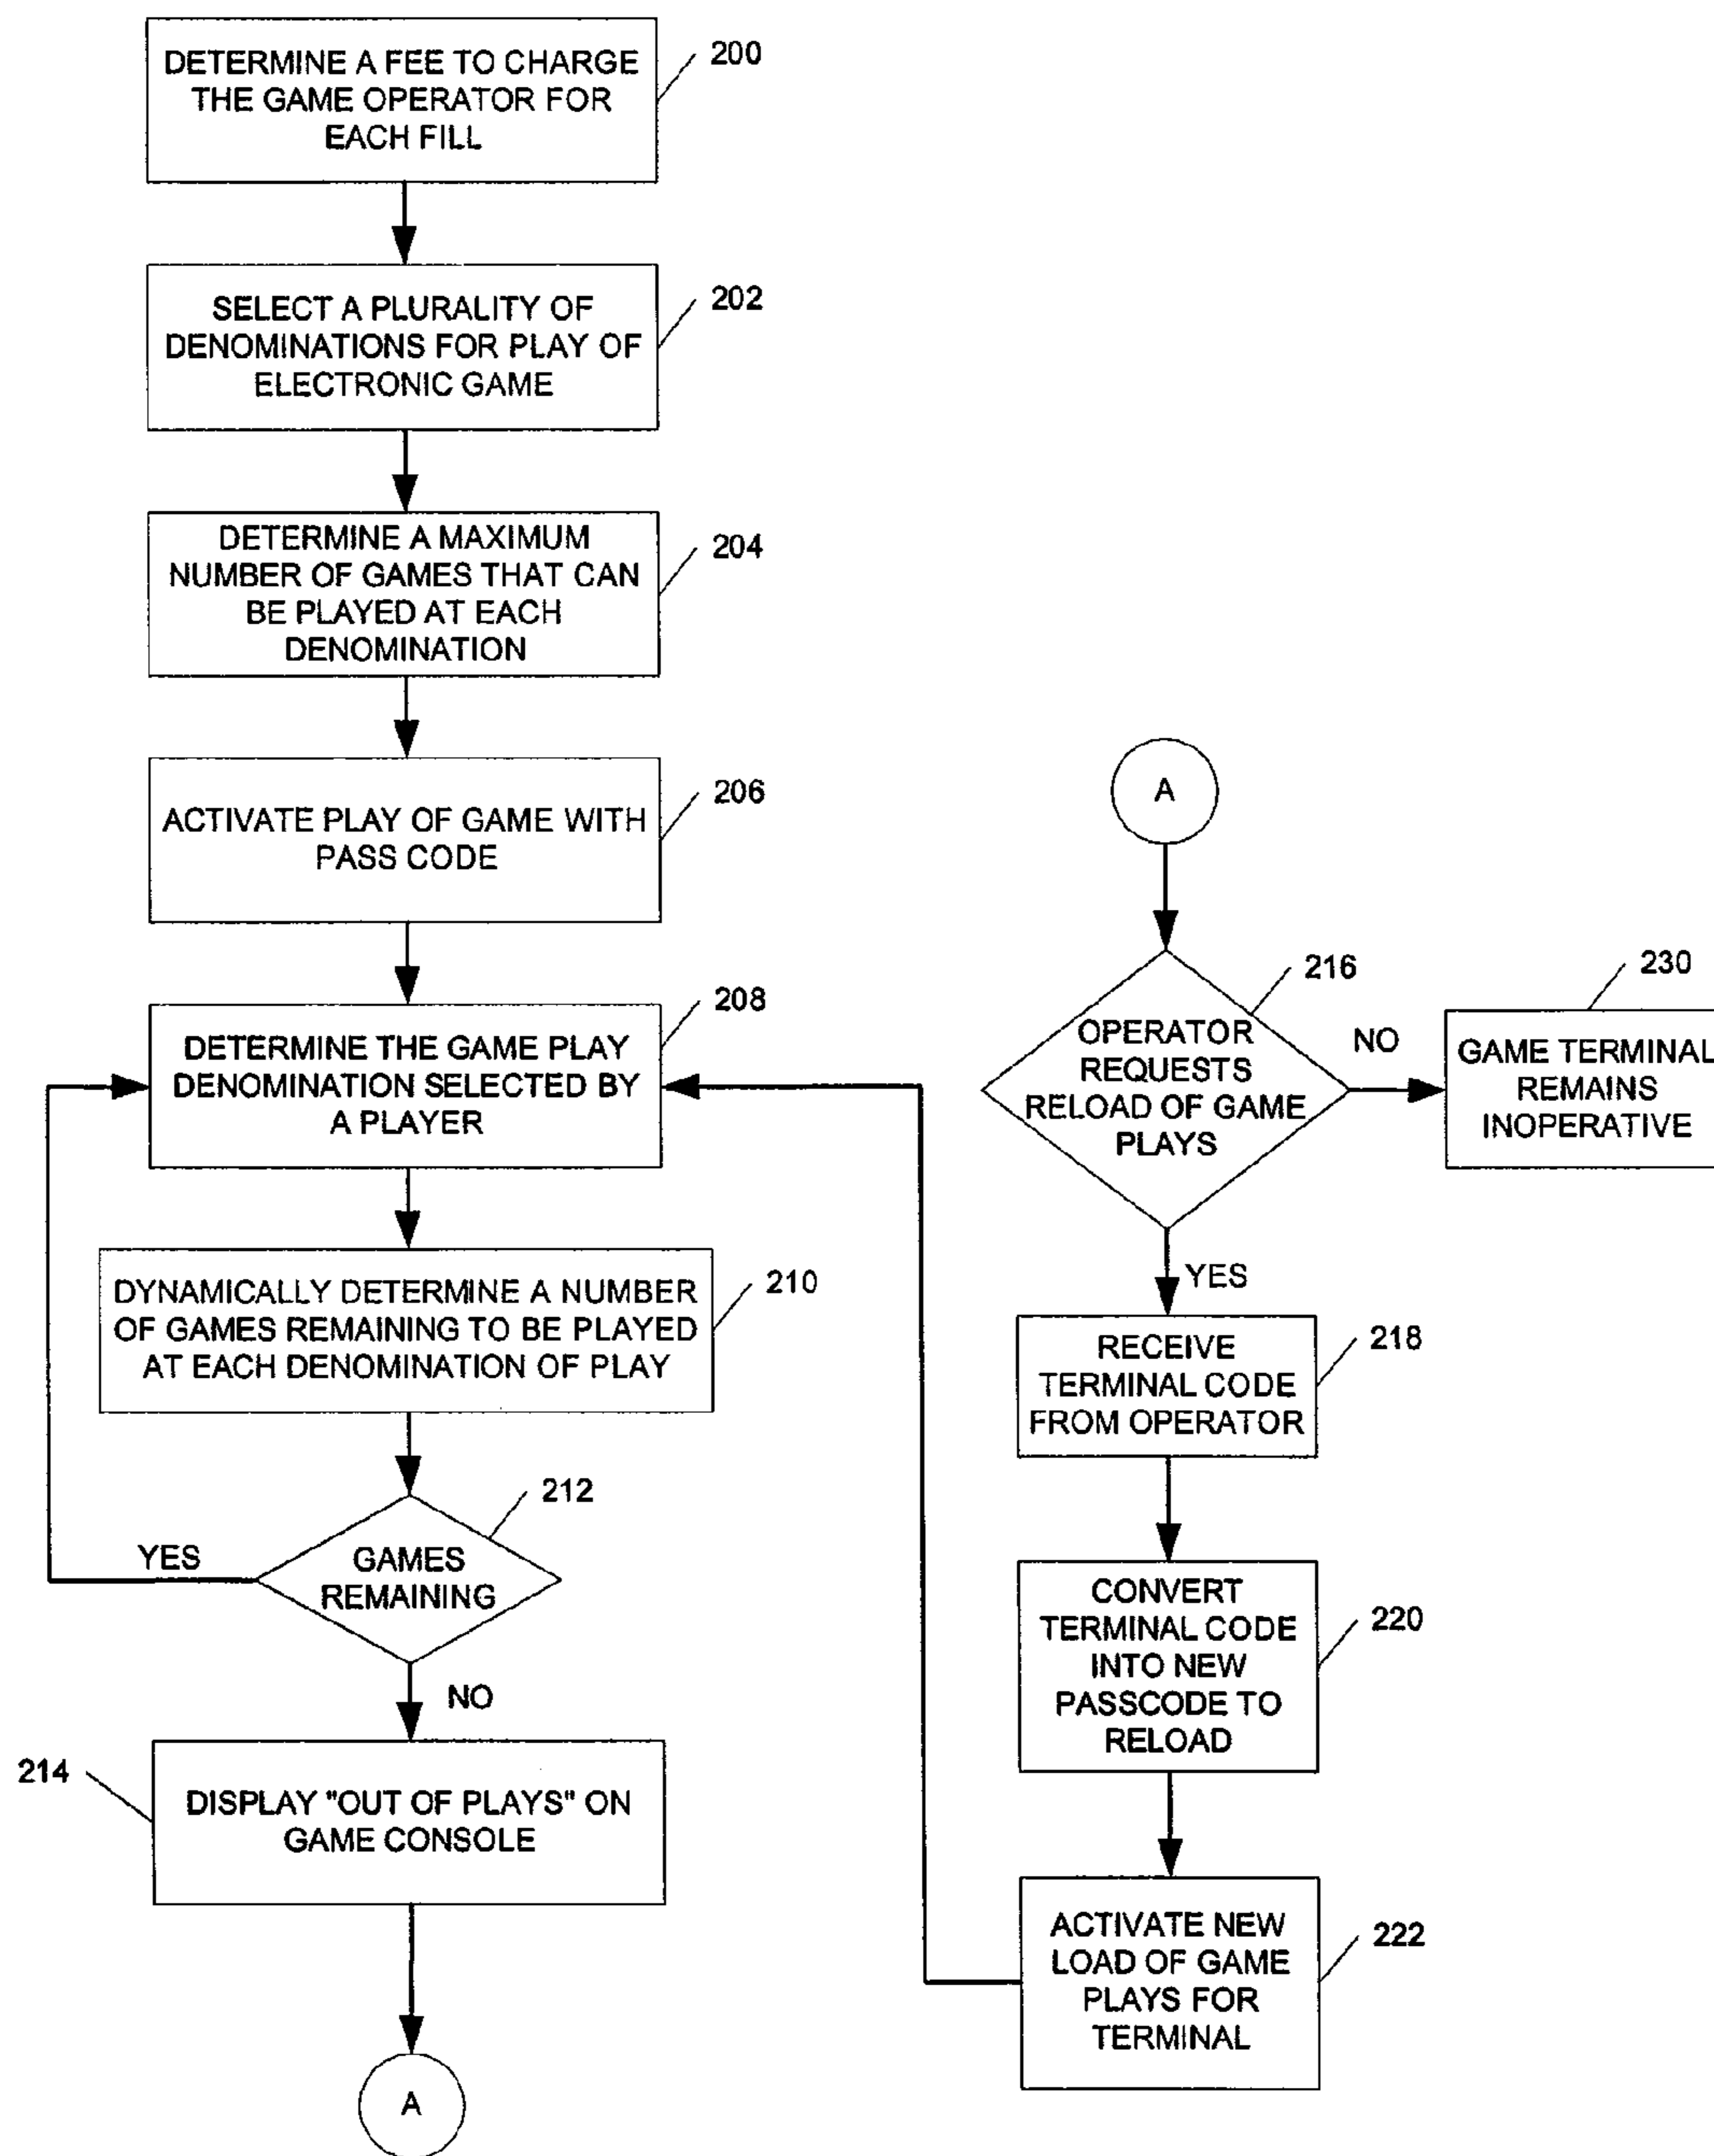 DETERMINE A FEE TO CHARGE
THE GAME OPERATOR FOR
EACH FILL
200
SELECT A PLURALITY OF
DENOMINATIONS FOR PLAY OF
ELECTRONIC GAME
202
DETERMINE A MAXIMUM
NUMBER OF GAMES THAT CAN
BE PLAYED AT EACH
DENOMINATION
204
ACTIVATE PLAY OF GAME WITH
PASS CODE
206
DETERMINE THE GAME PLAY
DENOMINATION SELECTED BY
A PLAYER
208
DYNAMICALLY DETERMINE A NUMBER
OF GAMES REMAINING TO BE PLAYED
AT EACH DENOMINATION OF PLAY
210
GAMES
REMAINING
212
YES
NO
DISPLAY "OUT OF PLAYS" ON
GAME CONSOLE
214
A
A
OPERATOR
REQUESTS
RELOAD OF GAME
PLAYS
216
NO
GAME TERMINAL
REMAINS
INOPERATIVE
230
YES
RECEIVE
TERMINAL CODE
FROM OPERATOR
218
CONVERT
TERMINAL CODE
INTO NEW
PASSCODE TO
RELOAD
220
ACTIVATE NEW
LOAD OF GAME
PLAYS FOR
TERMINAL
222